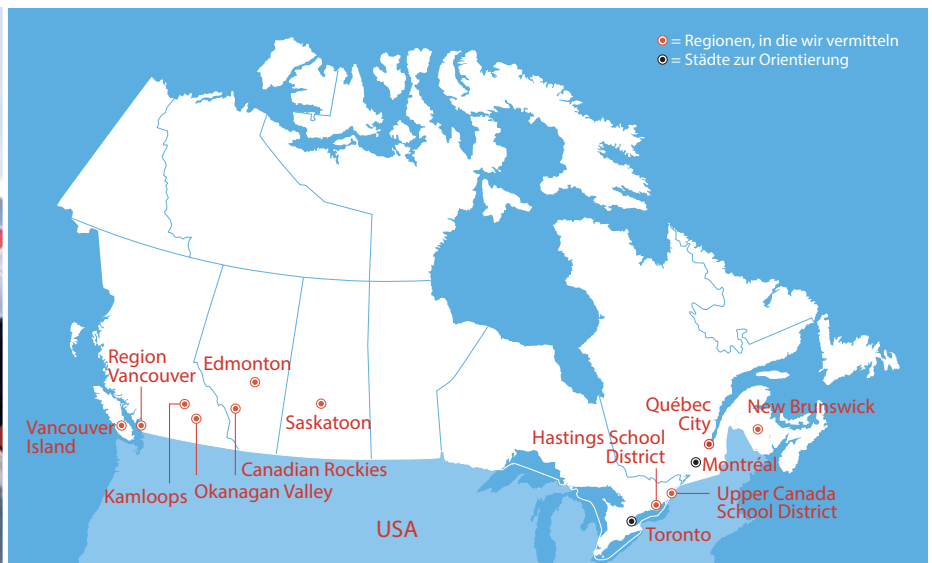 = Regionen, in die wir vermitteln
= Städte zur Orientierung
Region
Vancouver
Edmonton
Saskatoon
Vancouver
Island
Kamloops
Okanagan Valley
Canadian Rockies
Québec
City
New Brunswick
Hastings School
District
Montréal
Upper Canada
School District
Toronto
USA